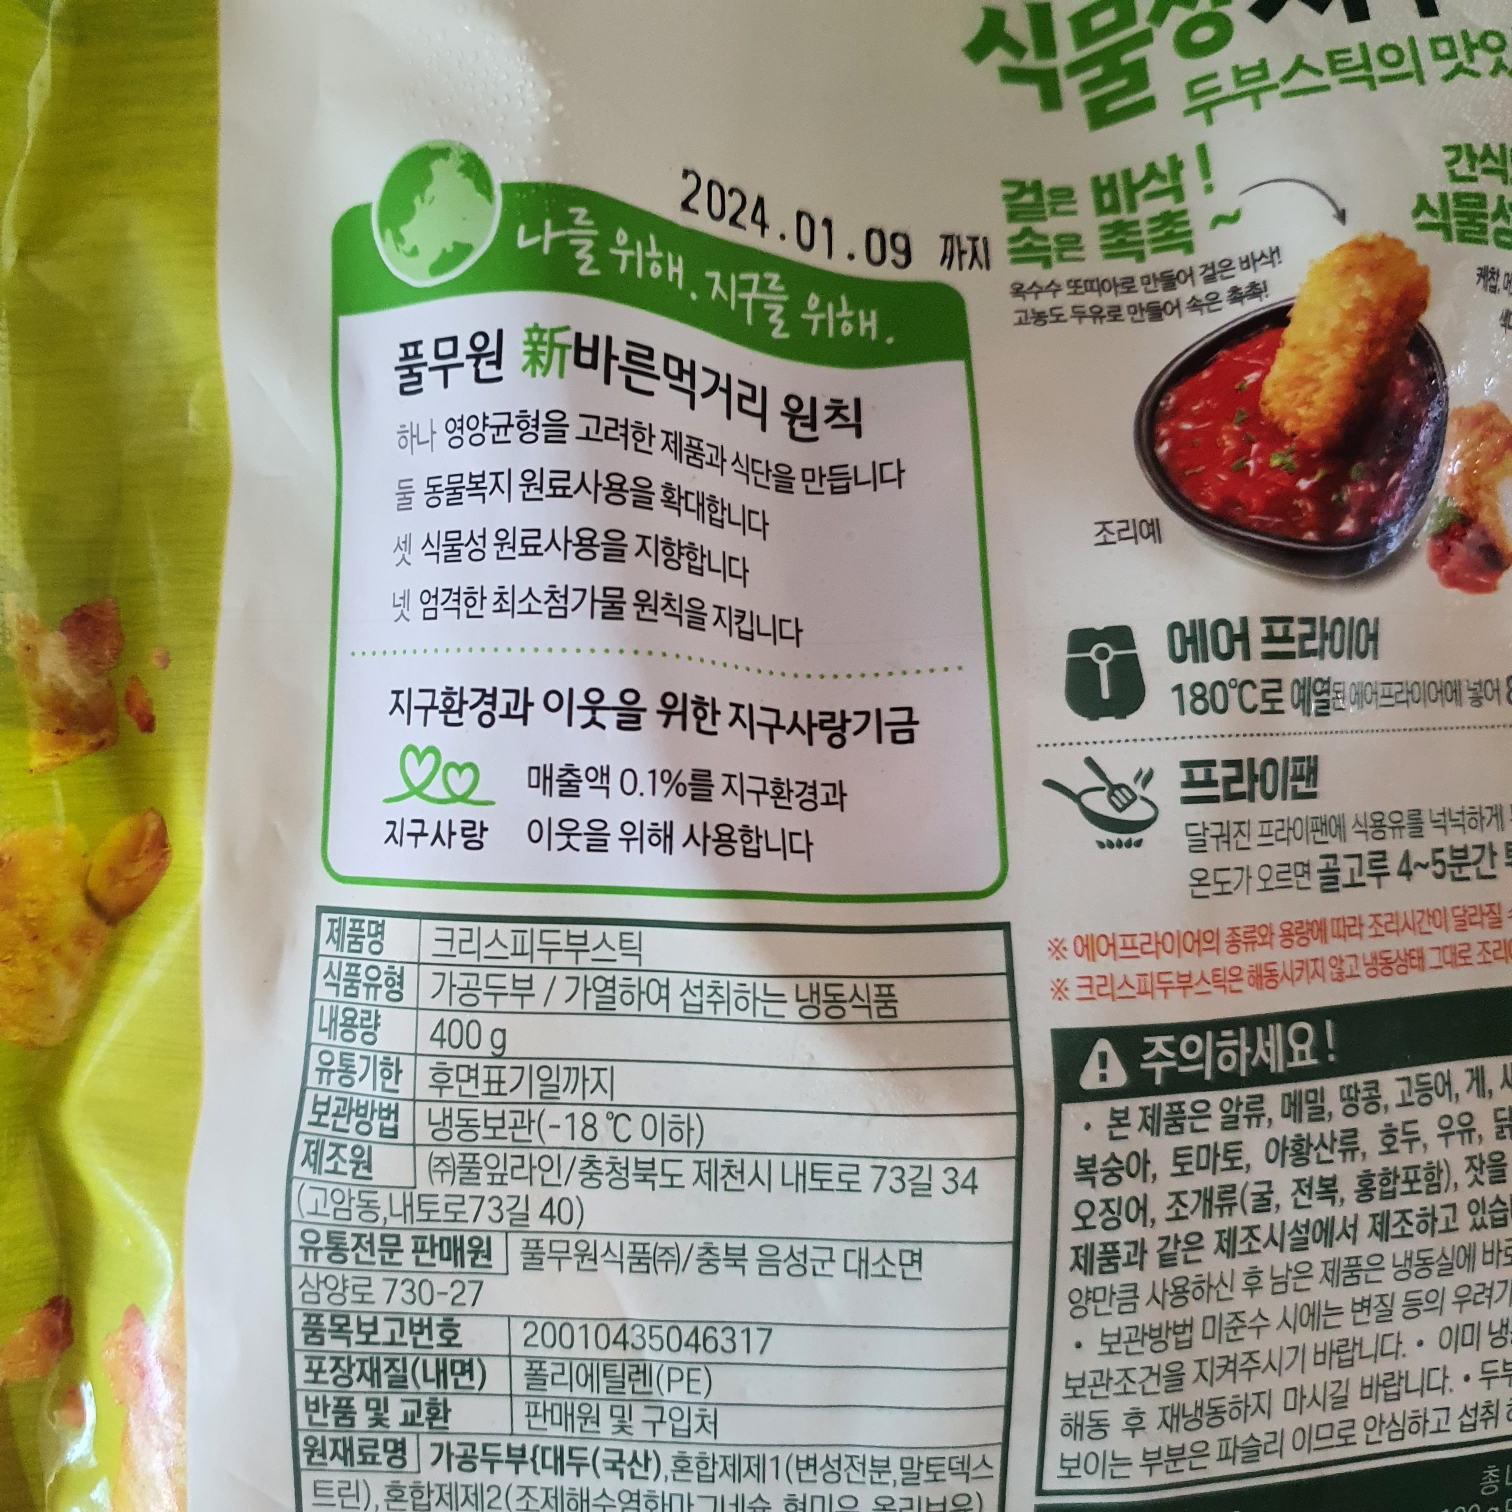 식물성
두부스틱의 맛있
2024.01.09 까지
나를 위해. 지구를 위해.
풀무원 新바른먹거리 원칙
하나 영양균형을 고려한 제품과 식단을 만듭니다
둘 동물복지 원료사용을 확대합니다
셋 식물성 원료사용을 지향합니다
넷 엄격한 최소첨가물 원칙을 지킵니다
지구환경과 이웃을 위한 지구사랑기금
지구사랑
매출액 0.1%를 지구환경과
이웃을 위해 사용합니다
제품명 크리스피두부스틱
식품유형 가공두부 / 가열하여 섭취하는 냉동식품
내용량 400 g
유통기한 후면표기일까지
보관방법 냉동보관(-18℃ 이하)
제조원 ㈜풀잎라인/충청북도 제천시 내토로 73길 34
(고암동,내토로73길 40)
유통전문 판매원 풀무원식품㈜/충북 음성군 대소면
삼양로 730-27
품목보고번호 20010435046317
포장재질(내면) 폴리에틸렌(PE)
반품 및 교환 판매원 및 구입처
원재료명 가공두부{대두(국산),혼합제제1(변성전분,말토덱스
트린),혼합제제2(조제해수염화마그네슘,현미유,올리브유)
겉은 바삭!
속은 촉촉~
옥수수 또띠아로 만들어 겉은 바삭!
고농도 두유로 만들어 속은 촉촉!
간식
식물성
케찹,
조리예
에어 프라이어
180℃로 예열된 에어프라이어에 넣어
프라이팬
달궈진 프라이팬에 식용유를 넉넉하게
온도가 오르면 골고루 4~5분간
※ 에어프라이어의 종류와 용량에 따라 조리시간이 달라질
※ 크리스피두부스틱은 해동시키지 않고 냉동상태 그대로
주의하세요!
• 본 제품은 알류, 메밀, 땅콩, 고등어, 게,
복숭아, 토마토, 아황산류, 호두, 우유,
오징어, 조개류(굴, 전복, 홍합포함), 잣을
제품과 같은 제조시설에서 제조하고
양만큼 사용하신 후 남은 제품은 냉동실에
• 보관방법 미준수 시에는 변질 등의
보관조건을 지켜주시기 바랍니다. • 이미
해동 후 재냉동하지 마시길 바랍니다. •
보이는 부분은 파슬리 이므로 안심하고 섭취